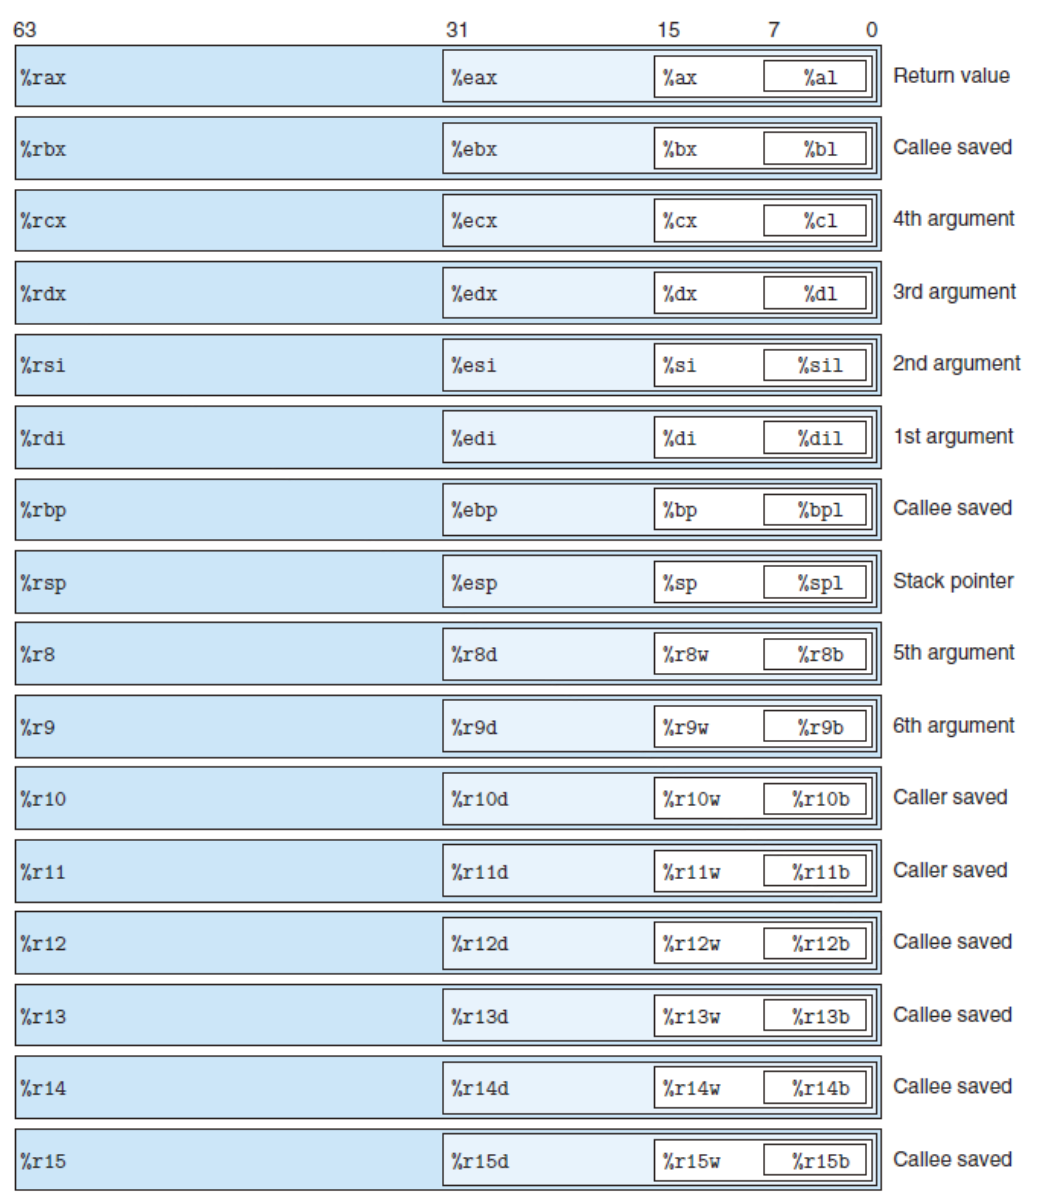 63 31 15 7 0
%rax %eax %ax %al Return value
%rbx %ebx %bx %bl Callee saved
%rcx %ecx %cx %cl 4th argument
%rdx %edx %dx %dl 3rd argument
%rsi %esi %si %sil 2nd argument
%rdi %edi %di %dil 1st argument
%rbp %ebp %bp %bpl Callee saved
%rsp %esp %sp %spl Stack pointer
%r8 %r8d %r8w %r8b 5th argument
%r9 %r9d %r9w %r9b 6th argument
%r10 %r10d %r10w %r10b Caller saved
%r11 %r11d %r11w %r11b Caller saved
%r12 %r12d %r12w %r12b Callee saved
%r13 %r13d %r13w %r13b Callee saved
%r14 %r14d %r14w %r14b Callee saved
%r15 %r15d %r15w %r15b Callee saved